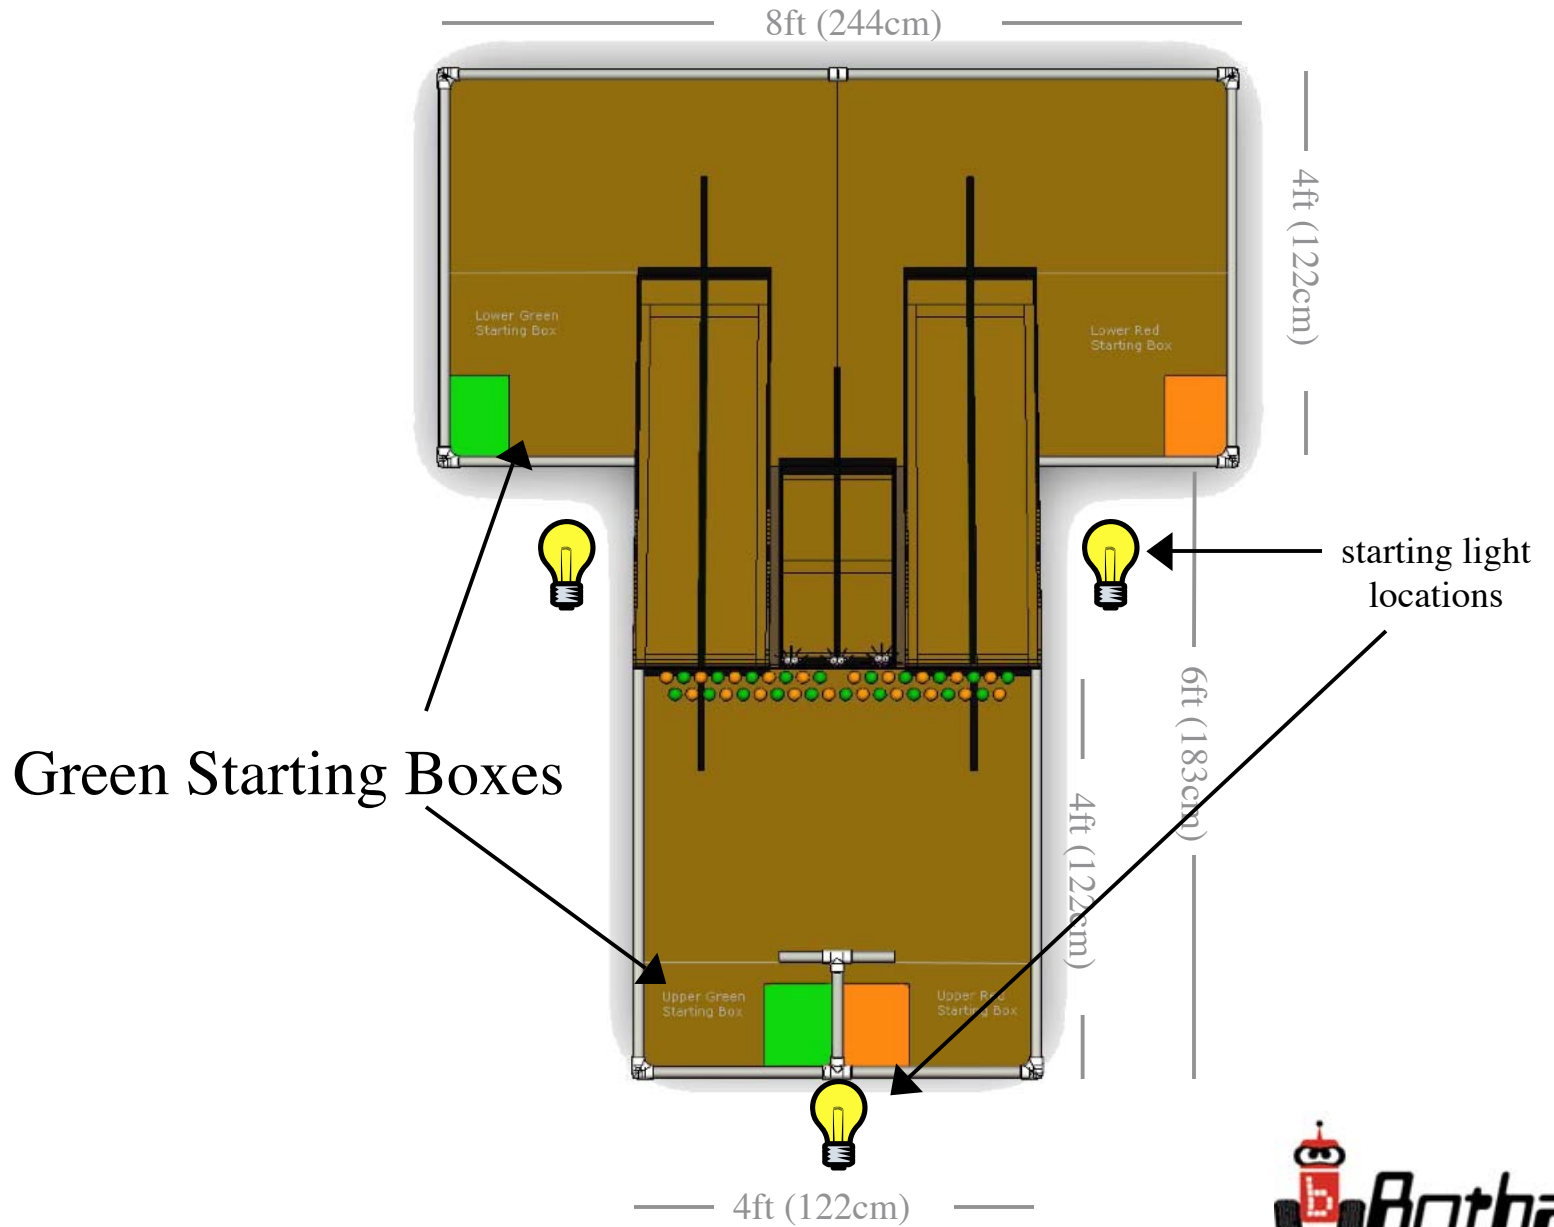 8ft (244cm)
4ft (122cm)
Lower Green
Starting Box
Lower Red
Starting Box
starting light
locations
6ft (183cm)
Green Starting Boxes
4ft (122cm)
Upper Green
Starting Box
Upper Red
Starting Box
4ft (122cm)
b